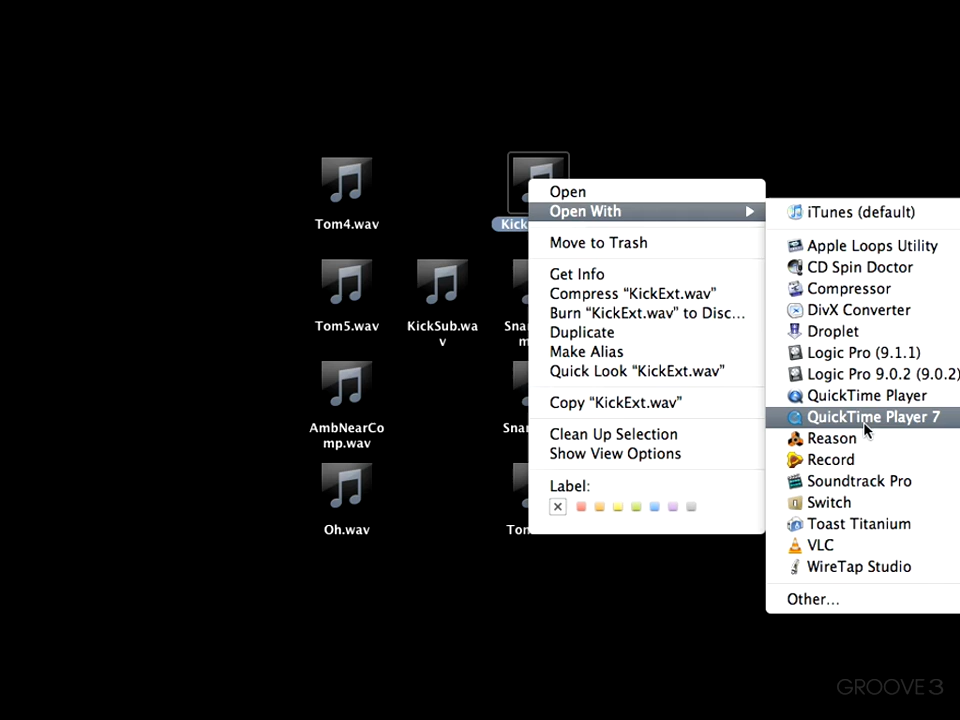 Tom4.wav
Kick
Tom5.wav
KickSub.wa
v
AmbNearCo
mp.wav
Oh.wav
Open
Open With
Move to Trash
Get Info
Compress “KickExt.wav”
Burn “KickExt.wav” to Disc...
Duplicate
Make Alias
Quick Look “KickExt.wav”
Copy “KickExt.wav”
Clean Up Selection
Show View Options
Label:
iTunes (default)
Apple Loops Utility
CD Spin Doctor
Compressor
DivX Converter
Droplet
Logic Pro (9.1.1)
Logic Pro 9.0.2 (9.0.2)
QuickTime Player
QuickTime Player 7
Reason
Record
Soundtrack Pro
Switch
Toast Titanium
VLC
WireTap Studio
Other...
GROOVE3